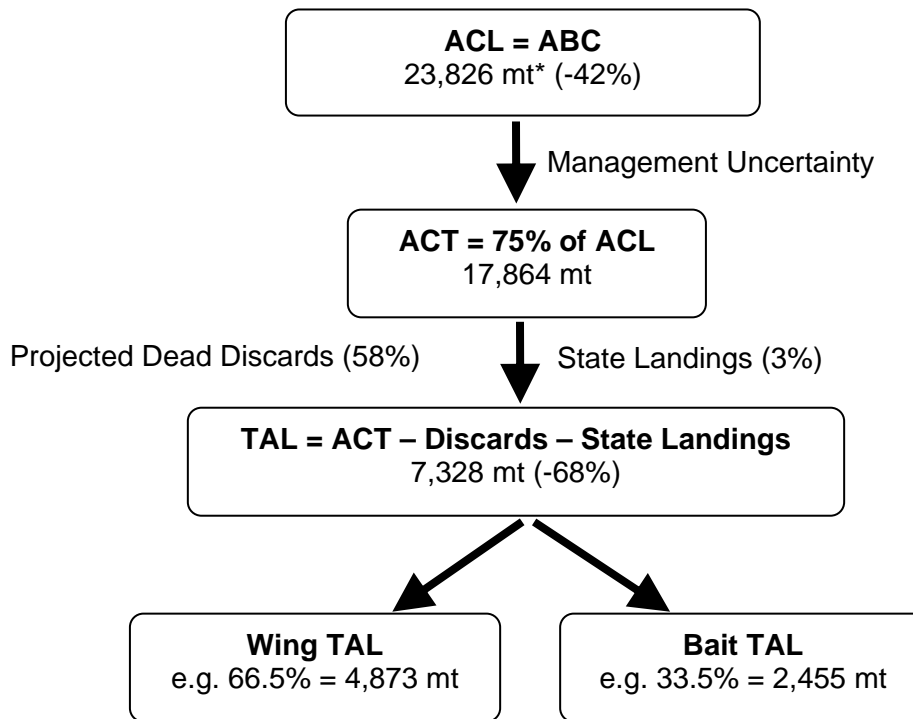 ACL = ABC
23,826 mt* (-42%)
Management Uncertainty
ACT = 75% of ACL
17,864 mt
Projected Dead Discards (58%)
State Landings (3%)
TAL = ACT – Discards – State Landings
7,328 mt (-68%)
Wing TAL
e.g. 66.5% = 4,873 mt
Bait TAL
e.g. 33.5% = 2,455 mt